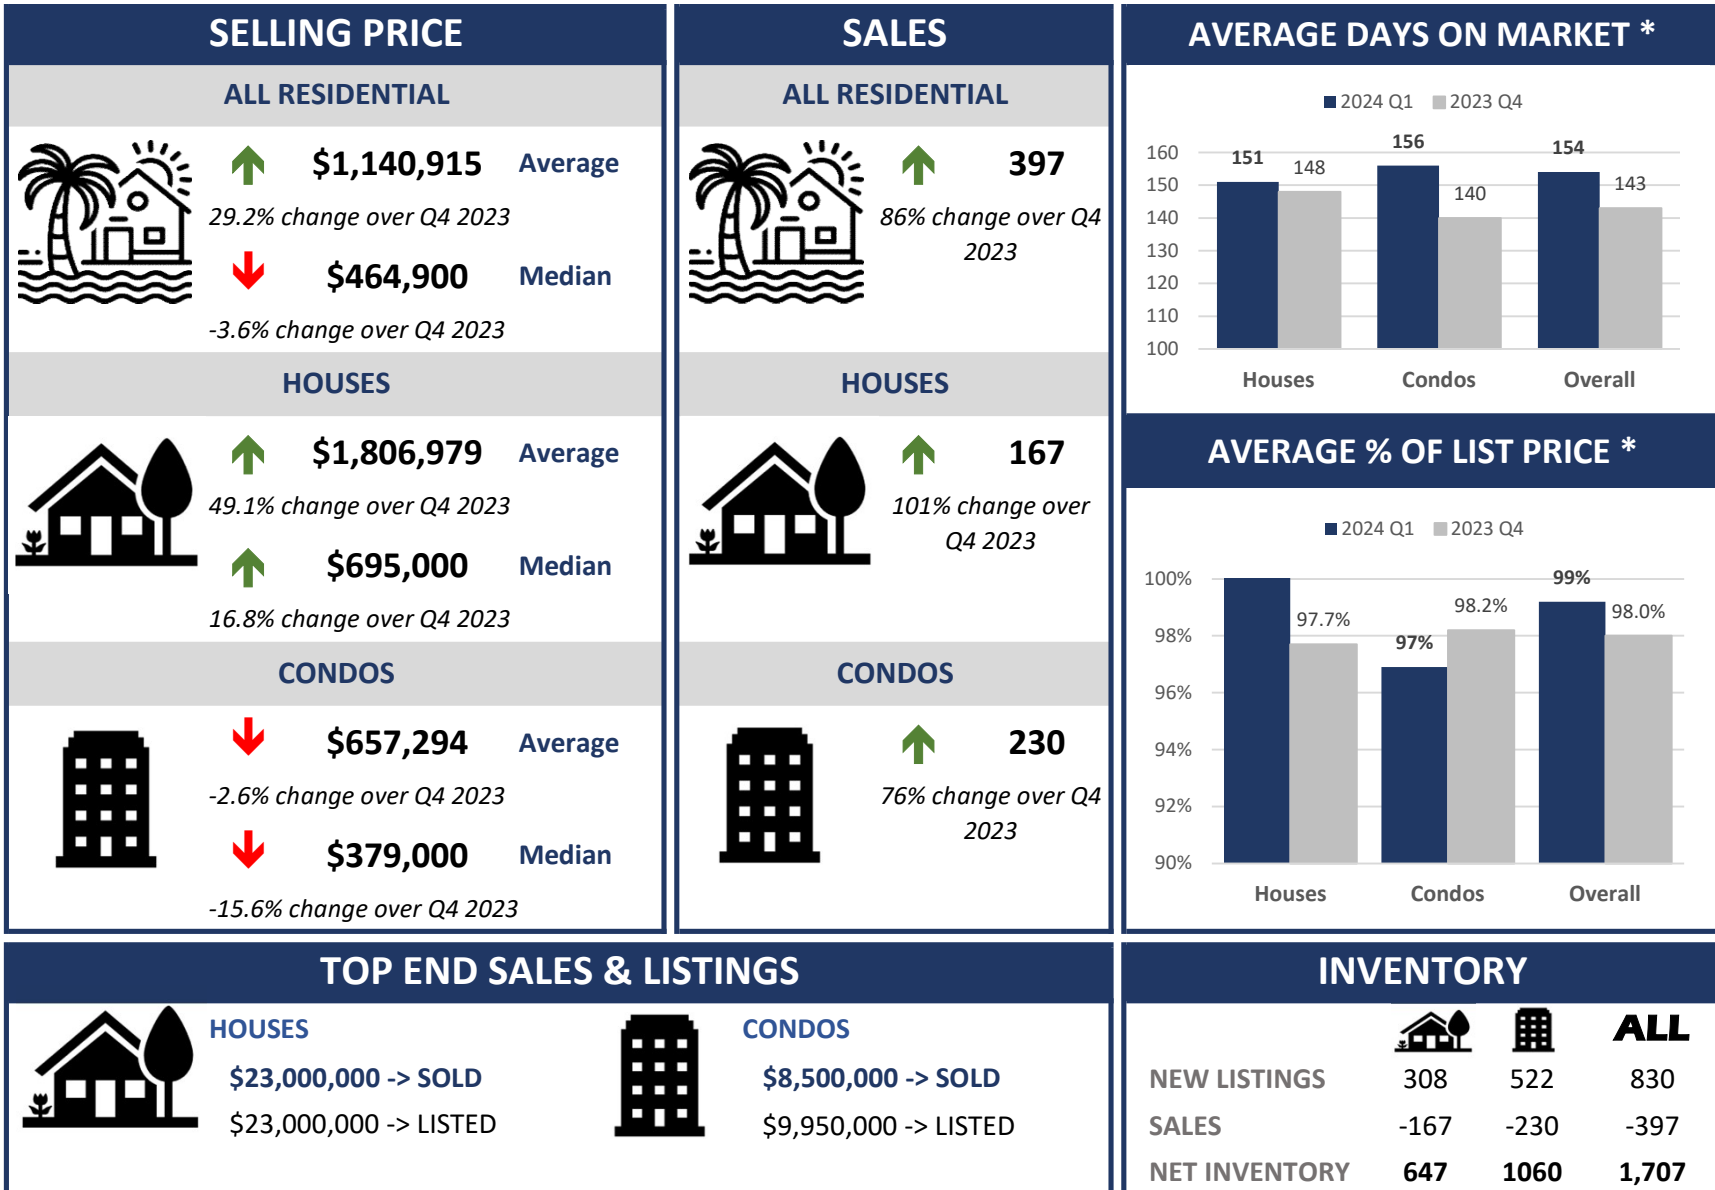 SELLING PRICE
ALL RESIDENTIAL
$1,140,915 Average
29.2% change over Q4 2023
$464,900 Median
-3.6% change over Q4 2023
HOUSES
$1,806,979 Average
49.1% change over Q4 2023
$695,000 Median
16.8% change over Q4 2023
CONDOS
$657,294 Average
-2.6% change over Q4 2023
$379,000 Median
-15.6% change over Q4 2023
SALES
ALL RESIDENTIAL
397
86% change over Q4
2023
HOUSES
167
101% change over
Q4 2023
CONDOS
230
76% change over Q4
2023
AVERAGE DAYS ON MARKET *
2024 Q1 2023 Q4
160
150
140
130
120
110
100
151 148 156 140 154 143
Houses Condos Overall
AVERAGE % OF LIST PRICE *
2024 Q1 2023 Q4
100%
98%
96%
94%
92%
90%
97.7% 97% 98.2% 99% 98.0%
Houses Condos Overall
TOP END SALES & LISTINGS
HOUSES
$23,000,000 -> SOLD
$23,000,000 -> LISTED
CONDOS
$8,500,000 -> SOLD
$9,950,000 -> LISTED
INVENTORY
ALL
NEW LISTINGS 308 522 830
SALES -167 -230 -397
NET INVENTORY 647 1060 1,707